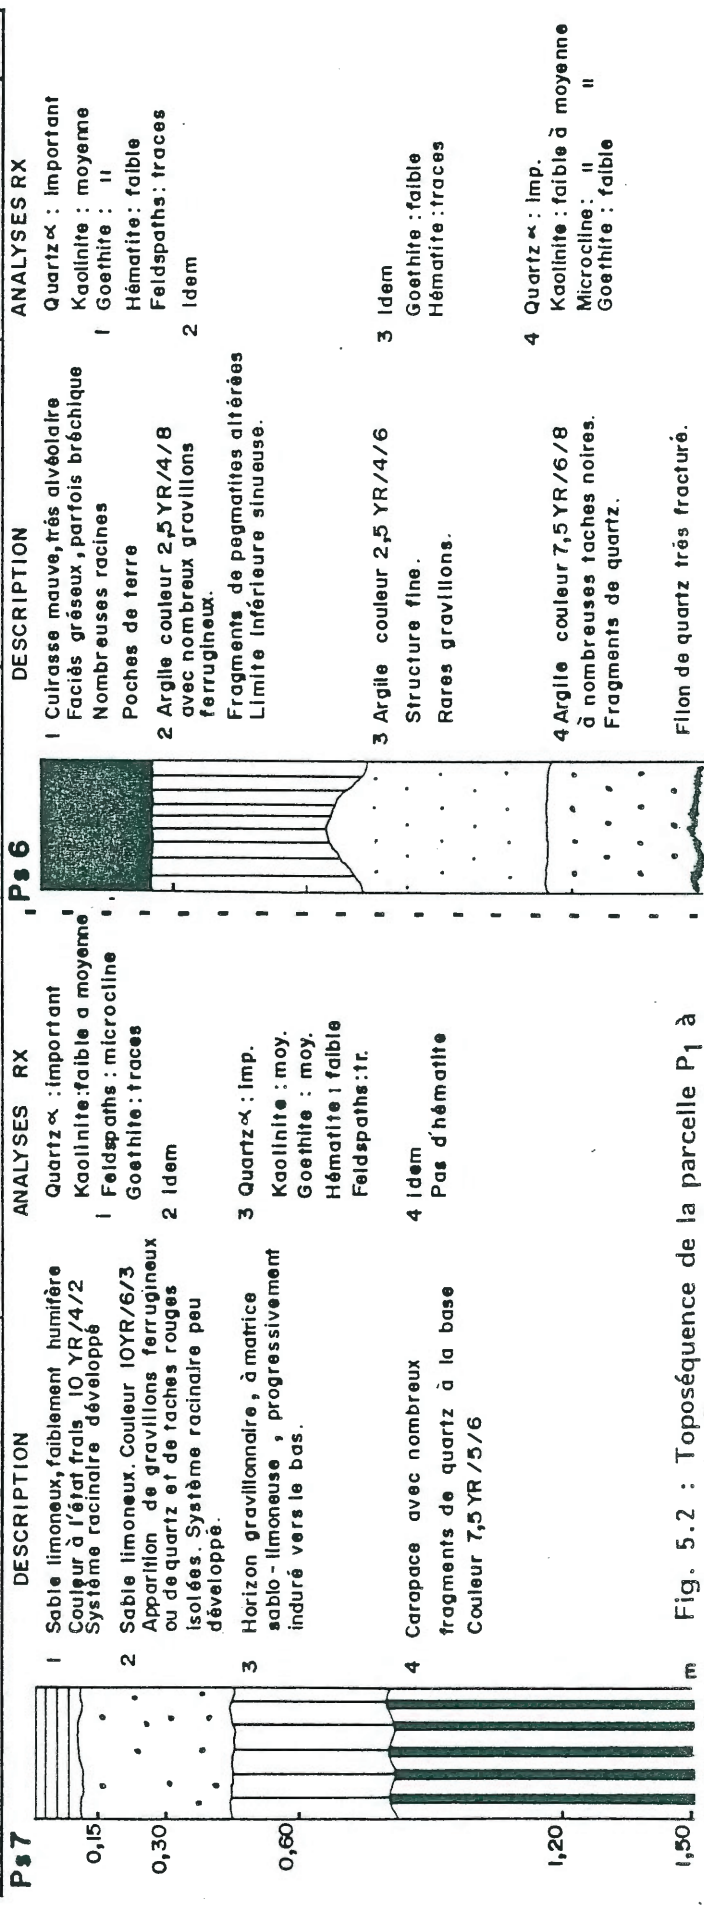 Ps 7
DESCRIPTION
ANALYSES RX
0,15
0,30
0,60
1,20
1,50
m
1 Sable limoneux, faiblement humifère
Couleur à l'état frais 10 YR/4/2
Système racinaire développé
2 Sable limoneux. Couleur 10YR/6/3
Apparition de gravillons ferrugineux
ou de quartz et de taches rouges
isolées. Système racinaire peu
développé.
3 Horizon gravillonnaire, à matrice
sablo-limoneuse, progressivement
induré vers le bas.
4 Carapace avec nombreux
fragments de quartz à la base
Couleur 7,5 YR/5/6
Quartz ∝ : important
Kaolinite: faible a moyenne
1 Feldspaths : microcline
Goethite : traces
2 Idem
3 Quartz ∝ : imp.
Kaolinite : moy.
Goethite : moy.
Hématite : faible
Feldspaths: tr.
4 Idem
Pas d'hématite
Ps 6
DESCRIPTION
ANALYSES RX
1 Cuirasse mauve, très alvéolaire
Faciès gréseux, parfois bréchique
Nombreuses racines
Poches de terre
2 Argile couleur 2,5 YR/4/8
avec nombreux gravillons
ferrugineux.
Fragments de pegmatites altérées
Limite inférieure sinueuse.
3 Argile couleur 2,5 YR/4/6
Structure fine.
Rares gravillons.
4 Argile couleur 7,5 YR/6/8
à nombreuses taches noires.
Fragments de quartz.
Filon de quartz très fracturé.
Quartz ∝ : important
Kaolinite : moyenne
1 Goethite : "
Hématite : faible
Feldspaths : traces
2 Idem
3 Idem
Goethite : faible
Hématite : traces
4 Quartz ∝ : imp.
Kaolinite : faible à moyenne
Microcline: " "
Goethite : faible
Fig. 5.2 : Toposéquence de la parcelle P1 à